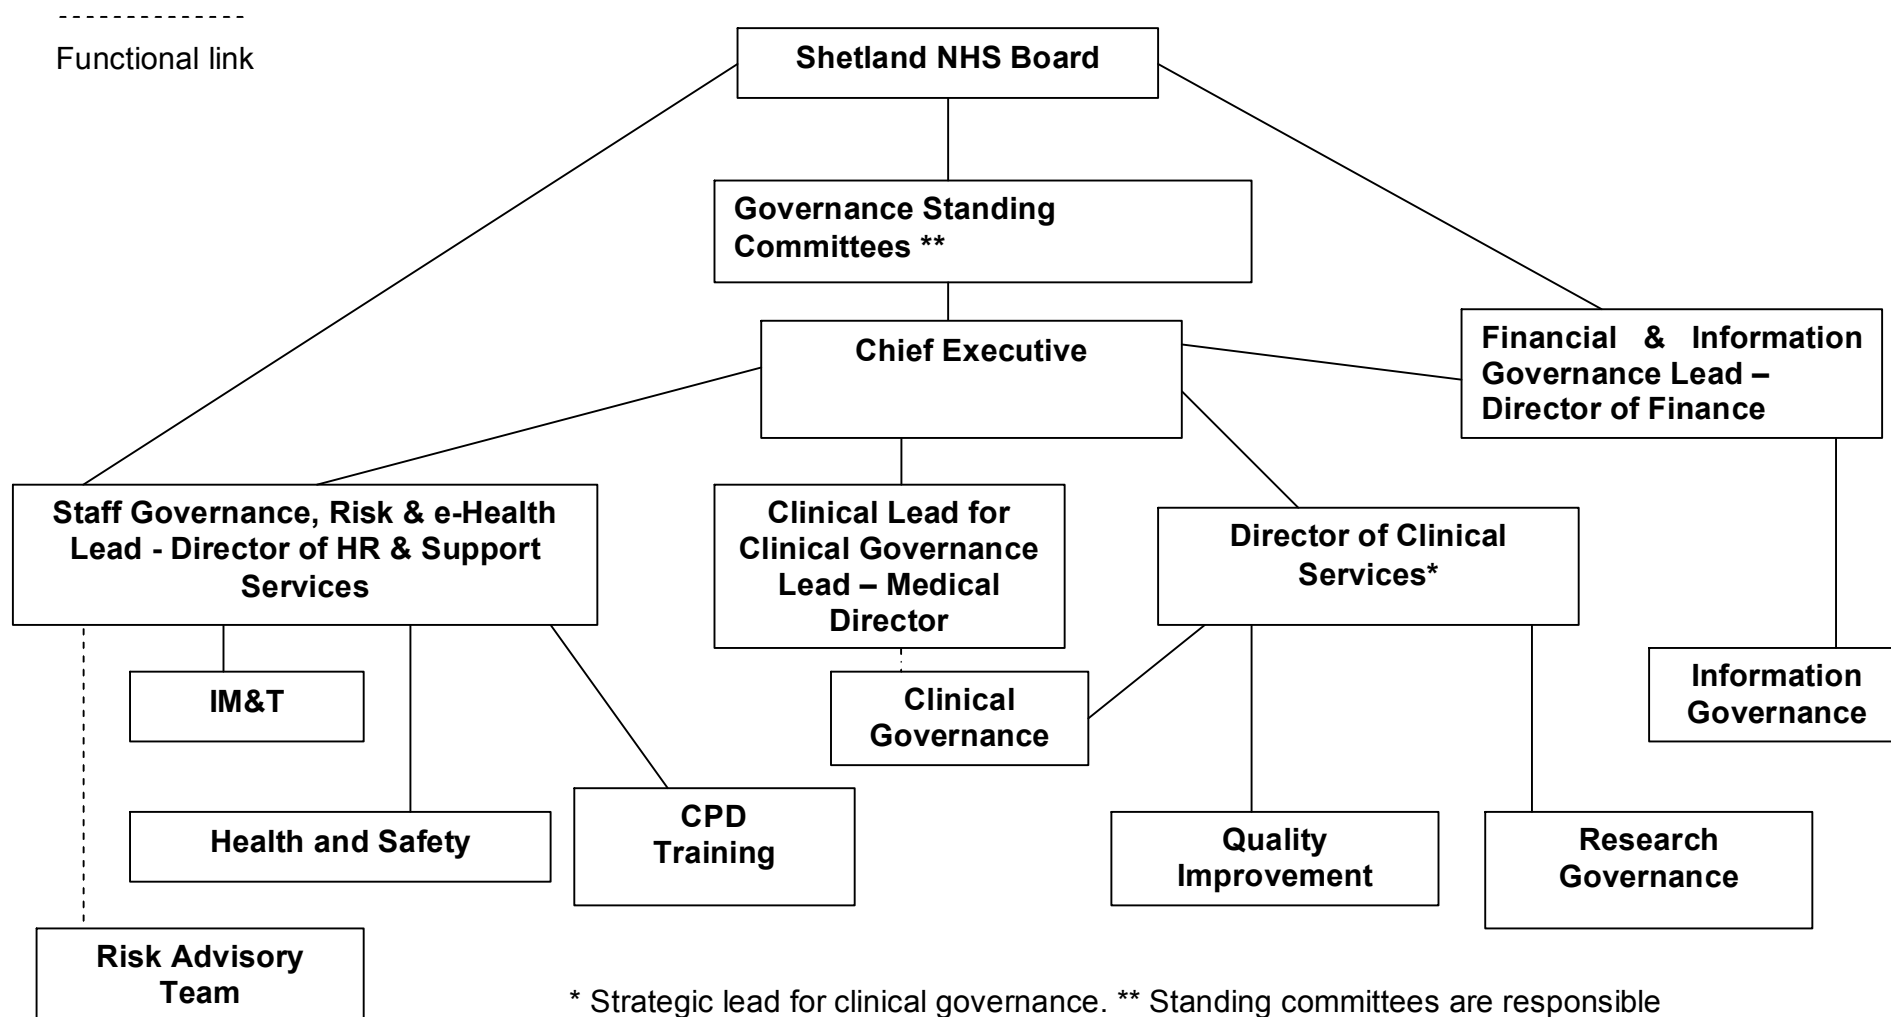 Functional link
Shetland NHS Board
Governance Standing
Committees **
Chief Executive
Financial & Information
Governance Lead –
Director of Finance
Staff Governance, Risk & e-Health
Lead - Director of HR & Support
Services
Clinical Lead for
Clinical Governance
Lead – Medical
Director
Director of Clinical
Services*
IM&T
Clinical
Governance
Information
Governance
Health and Safety
CPD
Training
Quality
Improvement
Research
Governance
Risk Advisory
Team
* Strategic lead for clinical governance. ** Standing committees are responsible